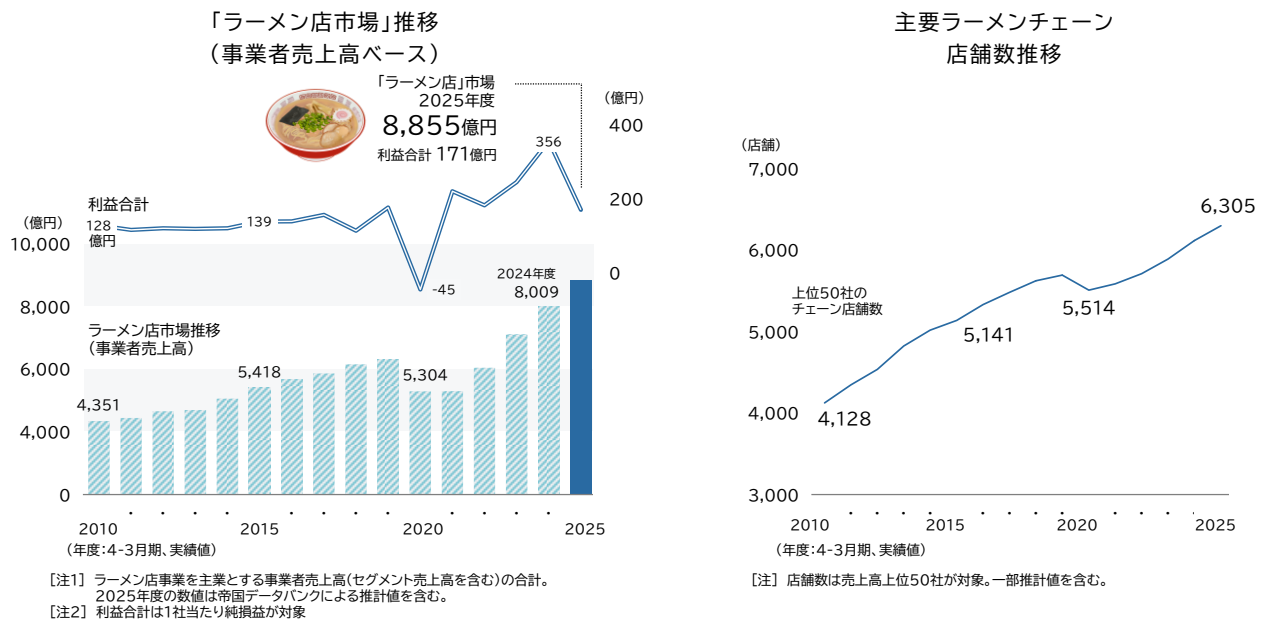 「ラーメン店市場」推移
（事業者売上高ベース）
「ラーメン店」市場
2025年度
8,855億円
利益合計 171億円
（億円）
400
200
0
356
利益合計
128
億円
139
-45
（億円）
10,000
8,000
6,000
4,000
0
2024年度
8,009
ラーメン店市場推移
（事業者売上高）
4,351
5,418
5,304
2010
・
・
・
・
2015
・
・
・
・
2020
・
・
・
・
2025
（年度：4-3月期、実績値）
［注1］ ラーメン店事業を主業とする事業者売上高（セグメント売上高を含む）の合計。
2025年度の数値は帝国データバンクによる推計値を含む。
［注2］ 利益合計は1社当たり純損益が対象
主要ラーメンチェーン
店舗数推移
（店舗）
7,000
6,000
5,000
4,000
3,000
6,305
上位50社の
チェーン店舗数
5,514
5,141
4,128
2010
・
・
・
・
2015
・
・
・
・
2020
・
・
・
・
2025
（年度：4-3月期、実績値）
［注］ 店舗数は売上高上位50社が対象。一部推計値を含む。